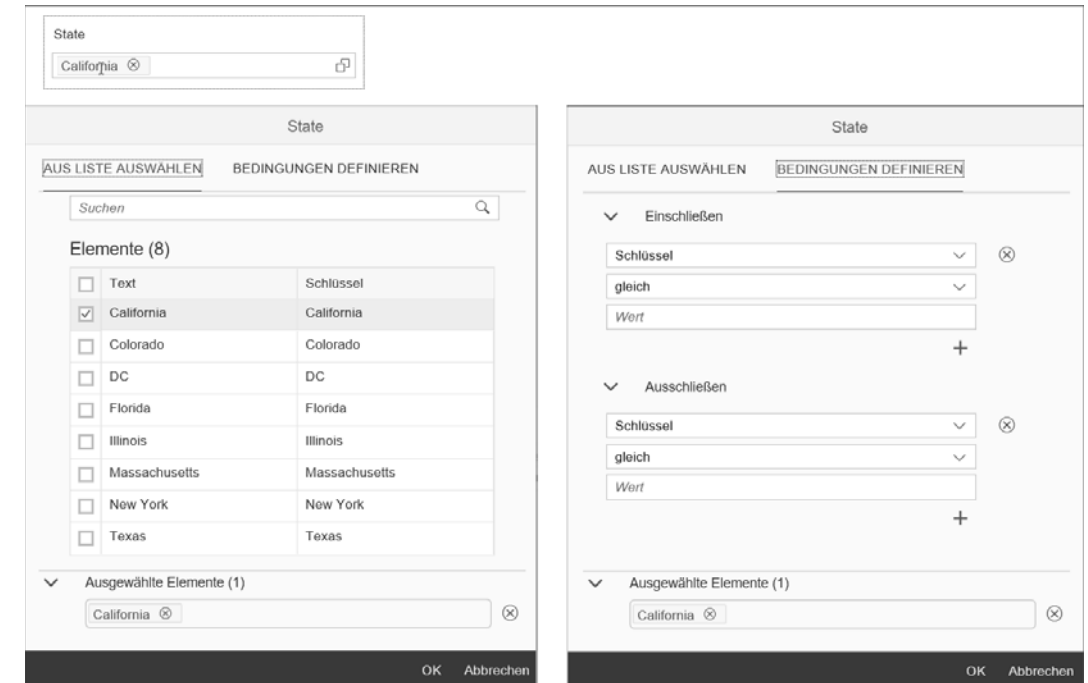 State
California
State
AUS LISTE AUSWÄHLEN BEDINGUNGEN DEFINIEREN
Suchen
Elemente (8)
Text Schlüssel
California California
Colorado Colorado
DC DC
Florida Florida
Illinois Illinois
Massachusetts Massachusetts
New York New York
Texas Texas
Ausgewählte Elemente (1)
California
OK Abbrechen
State
AUS LISTE AUSWÄHLEN BEDINGUNGEN DEFINIEREN
Einschließen
Schlüssel
gleich
Wert
Ausschließen
Schlüssel
gleich
Wert
Ausgewählte Elemente (1)
California
OK Abbrechen